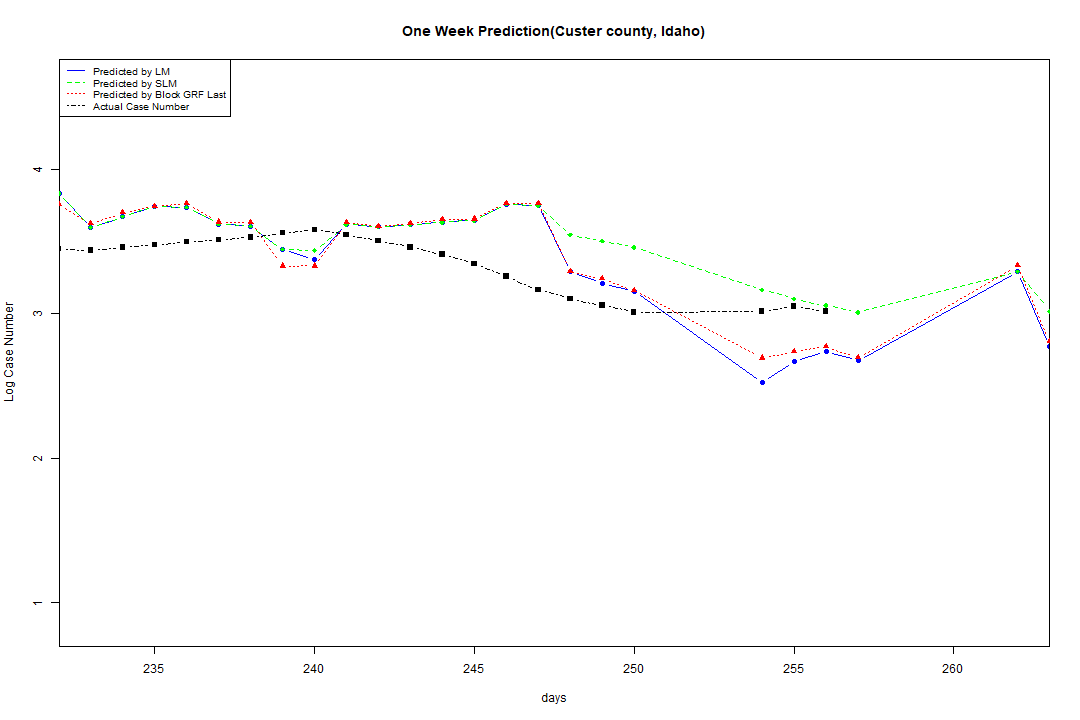 One Week Prediction(Custer county, Idaho)
Predicted by LM
Predicted by SLM
Predicted by Block GRF Last
Actual Case Number
4
3
2
1
Log Case Number
235 240 245 250 255 260
days